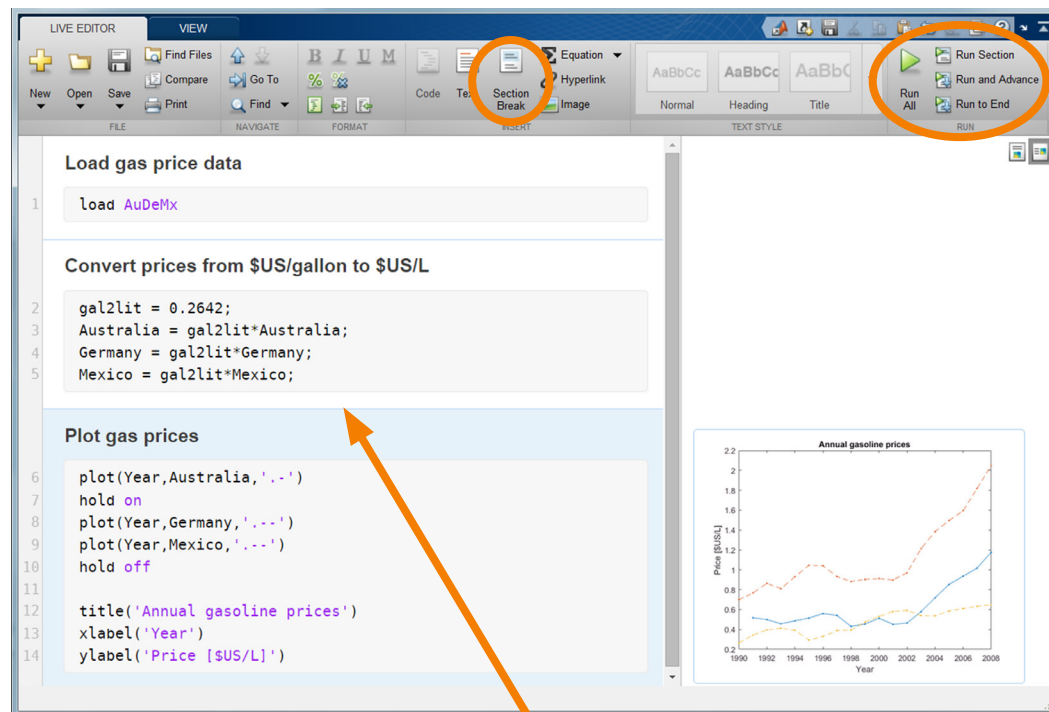 LIVE EDITOR
VIEW
New
Open
Save
Find Files
Compare
Print
FILE
Go To
Find
NAVIGATE
B I U M
FORMAT
Code
Section
Break
Equation
Hyperlink
Image
INSERT
AaBbCc
Normal
AaBbCc
Heading
AaBbC
Title
TEXT STYLE
Run
All
Run Section
Run and Advance
Run to End
RUN
Load gas price data
1 load AuDeMx
Convert prices from $US/gallon to $US/L
2 gal2lit = 0.2642;
3 Australia = gal2lit*Australia;
4 Germany = gal2lit*Germany;
5 Mexico = gal2lit*Mexico;
Plot gas prices
6 plot(Year,Australia,'.-')
7 hold on
8 plot(Year,Germany,'.--')
9 plot(Year,Mexico,'.--')
10 hold off
11
12 title('Annual gasoline prices')
13 xlabel('Year')
14 ylabel('Price [$US/L]')
Annual gasoline prices
2.2
2
1.8
1.6
1.4
1.2
1
0.8
0.6
0.4
0.2
Price [$US/L]
1990 1992 1994 1996 1998 2000 2002 2004 2006 2008
Year